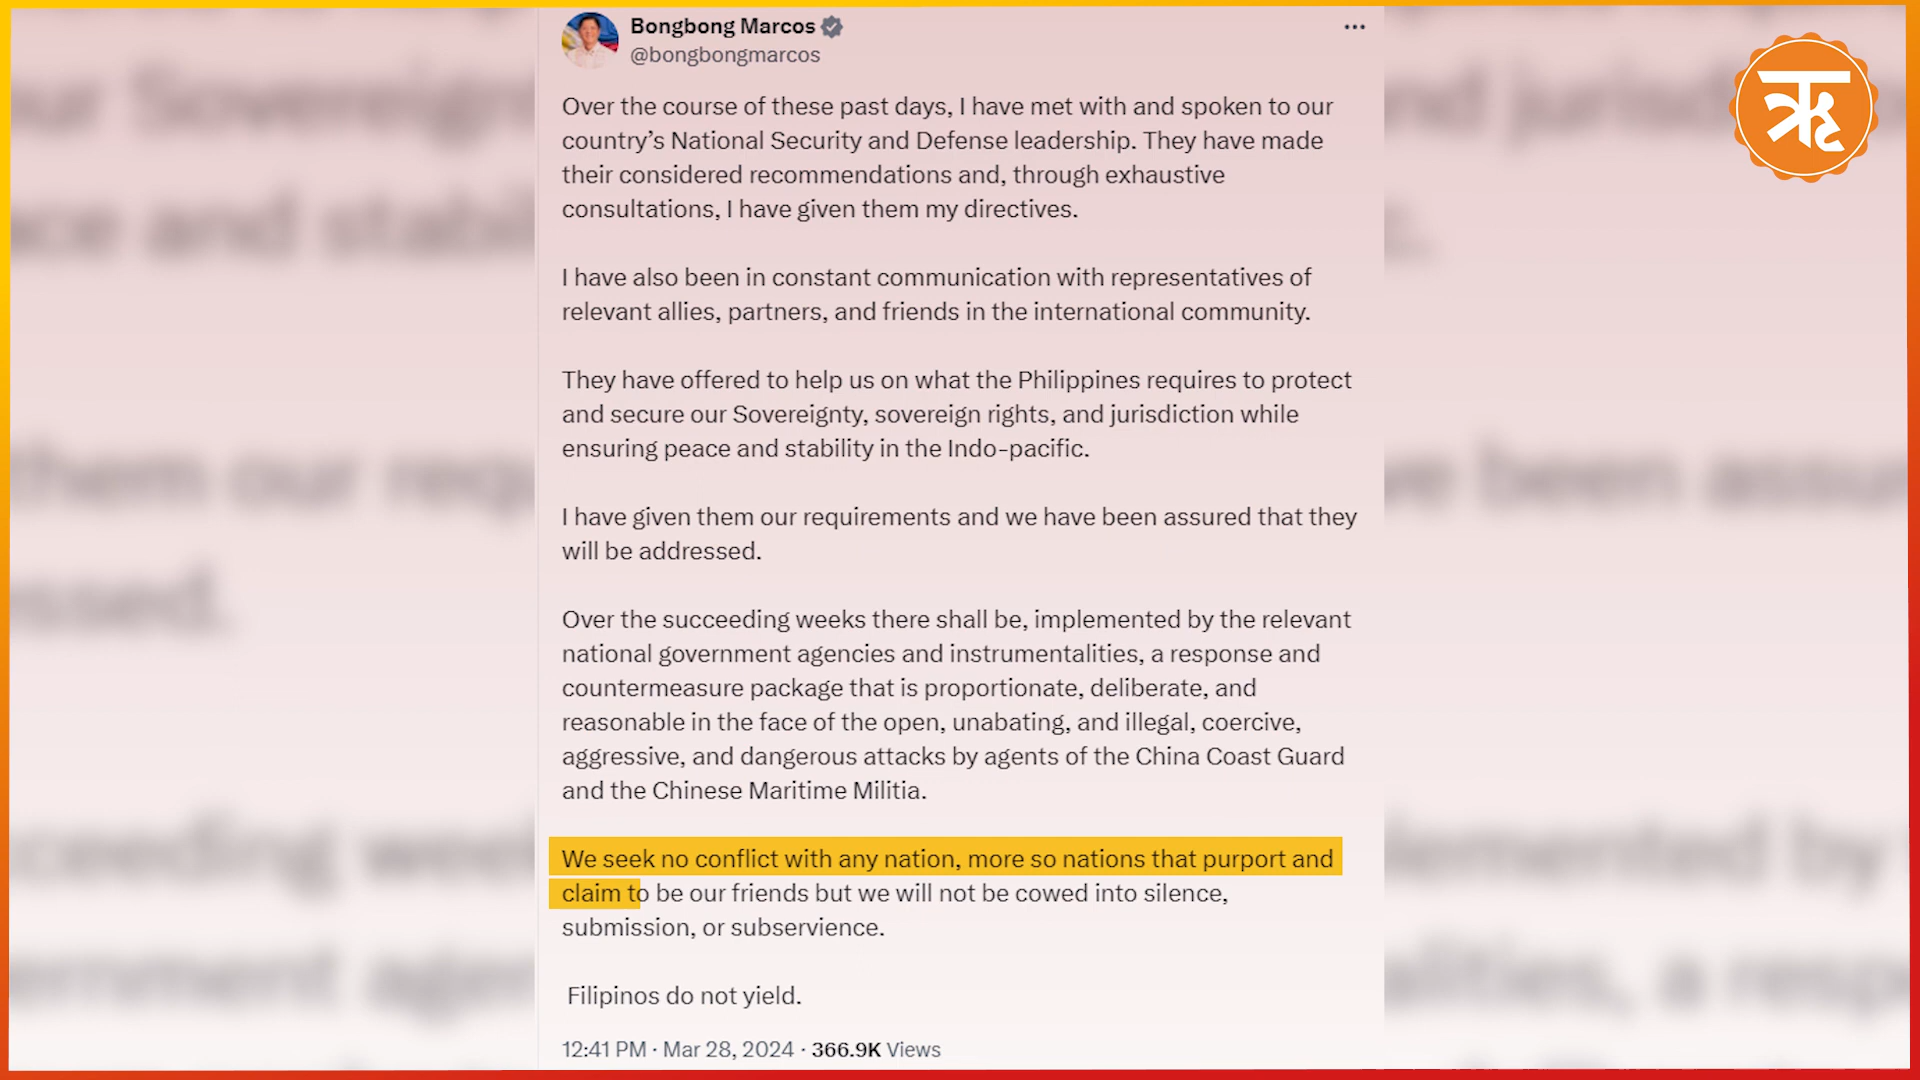 Bongbong Marcos
@bongbongmarcos
Over the course of these past days, I have met with and spoken to our
country’s National Security and Defense leadership. They have made
their considered recommendations and, through exhaustive
consultations, I have given them my directives.
I have also been in constant communication with representatives of
relevant allies, partners, and friends in the international community.
They have offered to help us on what the Philippines requires to protect
and secure our Sovereignty, sovereign rights, and jurisdiction while
ensuring peace and stability in the Indo-pacific.
I have given them our requirements and we have been assured that they
will be addressed.
Over the succeeding weeks there shall be, implemented by the relevant
national government agencies and instrumentalities, a response and
countermeasure package that is proportionate, deliberate, and
reasonable in the face of the open, unabating, and illegal, coercive,
aggressive, and dangerous attacks by agents of the China Coast Guard
and the Chinese Maritime Militia.
We seek no conflict with any nation, more so nations that purport and
claim to be our friends but we will not be cowed into silence,
submission, or subservience.
Filipinos do not yield.
12:41 PM · Mar 28, 2024 · 366.9K Views
ऋ